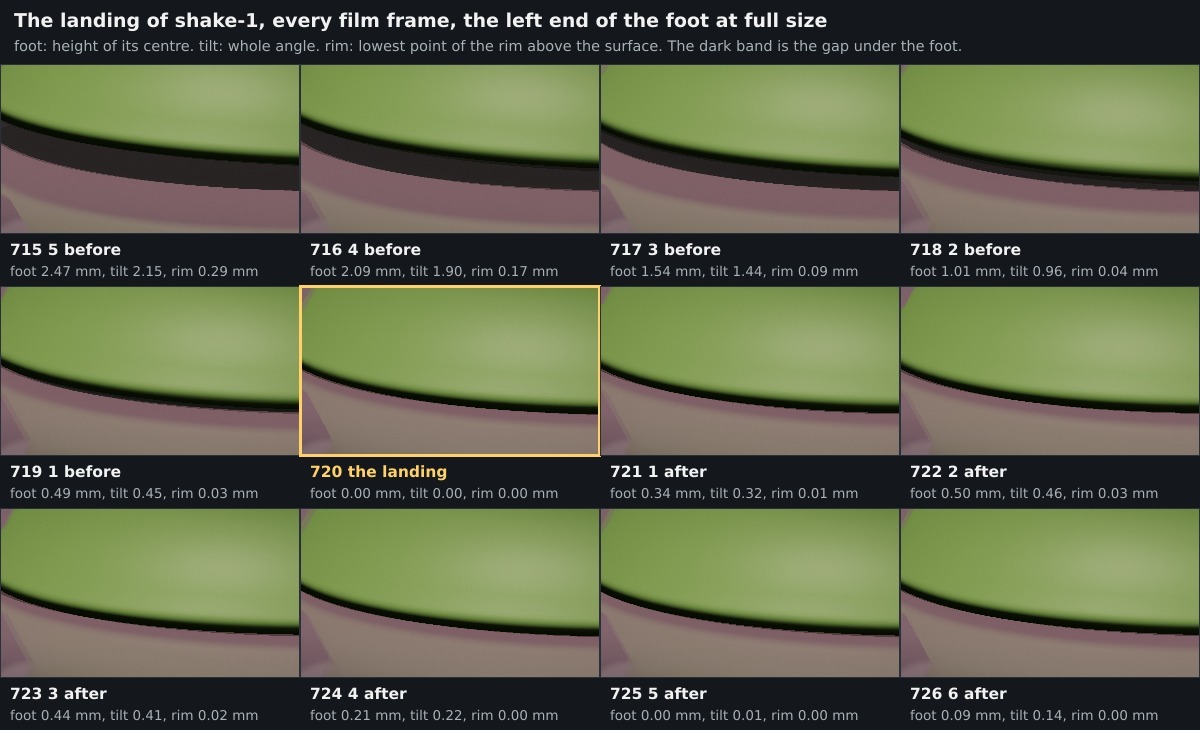 The landing of shake-1, every film frame, the left end of the foot at full size
foot: height of its centre. tilt: whole angle. rim: lowest point of the rim above the surface. The dark band is the gap under the foot.
715 5 before
foot 2.47 mm, tilt 2.15, rim 0.29 mm
716 4 before
foot 2.09 mm, tilt 1.90, rim 0.17 mm
717 3 before
foot 1.54 mm, tilt 1.44, rim 0.09 mm
718 2 before
foot 1.01 mm, tilt 0.96, rim 0.04 mm
719 1 before
foot 0.49 mm, tilt 0.45, rim 0.03 mm
720 the landing
foot 0.00 mm, tilt 0.00, rim 0.00 mm
721 1 after
foot 0.34 mm, tilt 0.32, rim 0.01 mm
722 2 after
foot 0.50 mm, tilt 0.46, rim 0.03 mm
723 3 after
foot 0.44 mm, tilt 0.41, rim 0.02 mm
724 4 after
foot 0.21 mm, tilt 0.22, rim 0.00 mm
725 5 after
foot 0.00 mm, tilt 0.01, rim 0.00 mm
726 6 after
foot 0.09 mm, tilt 0.14, rim 0.00 mm